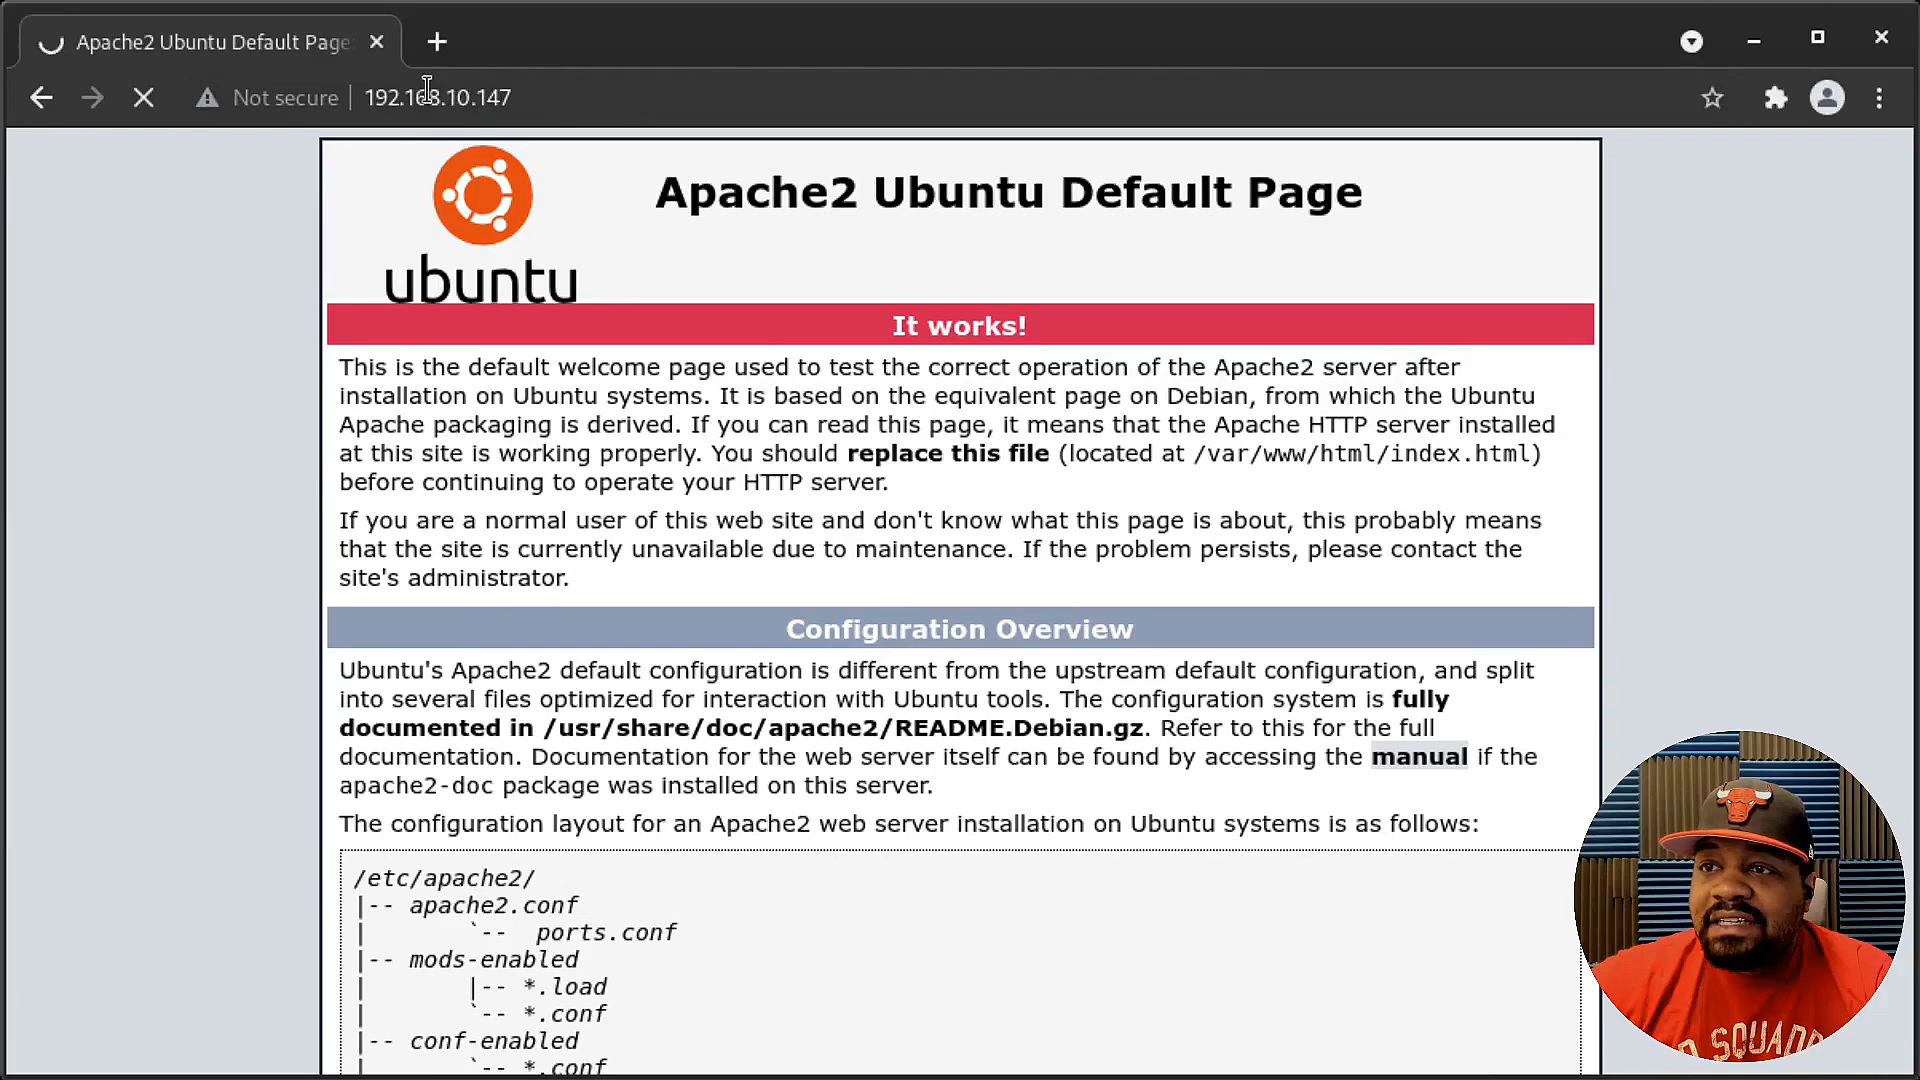 Apache2 Ubuntu Default Page
Not secure
192.168.10.147
ubuntu
Apache2 Ubuntu Default Page
It works!
This is the default welcome page used to test the correct operation of the Apache2 server after
installation on Ubuntu systems. It is based on the equivalent page on Debian, from which the Ubuntu
Apache packaging is derived. If you can read this page, it means that the Apache HTTP server installed
at this site is working properly. You should replace this file (located at /var/www/html/index.html)
before continuing to operate your HTTP server.
If you are a normal user of this web site and don't know what this page is about, this probably means
that the site is currently unavailable due to maintenance. If the problem persists, please contact the
site's administrator.
Configuration Overview
Ubuntu's Apache2 default configuration is different from the upstream default configuration, and split
into several files optimized for interaction with Ubuntu tools. The configuration system is fully
documented in /usr/share/doc/apache2/README.Debian.gz. Refer to this for the full
documentation. Documentation for the web server itself can be found by accessing the manual if the
apache2-doc package was installed on this server.
The configuration layout for an Apache2 web server installation on Ubuntu systems is as follows:
/etc/apache2/
|-- apache2.conf
|       `--  ports.conf
|-- mods-enabled
|       |-- *.load
|       `-- *.conf
|-- conf-enabled
|       `-- *.conf
SQUAD